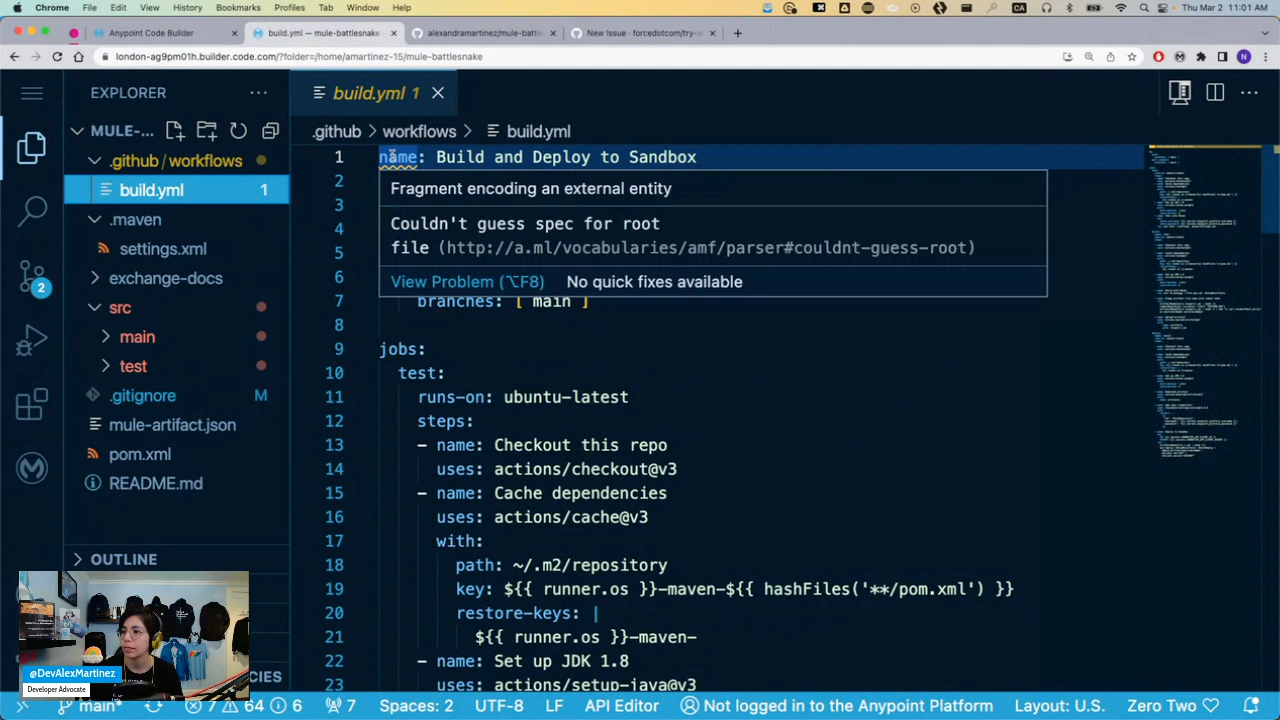 Chrome File Edit View History Bookmarks Profiles Tab Window Help CA Thu Mar 2 11:01 AM
Anypoint Code Builder × build.yml — mule-battlesnake × alexandramartinez/mule-battles × New Issue · forcedotcom/try-a × +
london-ag9pm01h.builder.code.com/?folder=/home/amartinez-15/mule-battlesnake N
EXPLORER ···
MULE-...
.github / workflows
build.yml 1
.maven
settings.xml
exchange-docs
src
main
test
.gitignore M
mule-artifact.json
pom.xml
README.md
OUTLINE
CIES
2
build.yml 1 ×
.github > workflows > build.yml
1 name: Build and Deploy to Sandbox
2
3
4
5
6
7 branches: [ main ]
8
9 jobs:
10 test:
11 runs-on: ubuntu-latest
12 steps:
13 - name: Checkout this repo
14 uses: actions/checkout@v3
15 - name: Cache dependencies
16 uses: actions/cache@v3
17 with:
18 path: ~/.m2/repository
19 key: ${{ runner.os }}-maven-${{ hashFiles('**/pom.xml') }}
20 restore-keys: |
21 ${{ runner.os }}-maven-
22 - name: Set up JDK 1.8
23 uses: actions/setup-java@v3
Fragment encoding an external entity
Couldn't guess spec for root
file (http://a.ml/vocabularies/amf/parser#couldnt-guess-root)
View Problem (⌥F8) No quick fixes available
@DevAlexMartinez
Developer Advocate
main* 7 64 6 7 Spaces: 2 UTF-8 LF API Editor Not logged in to the Anypoint Platform Layout: U.S. Zero Two